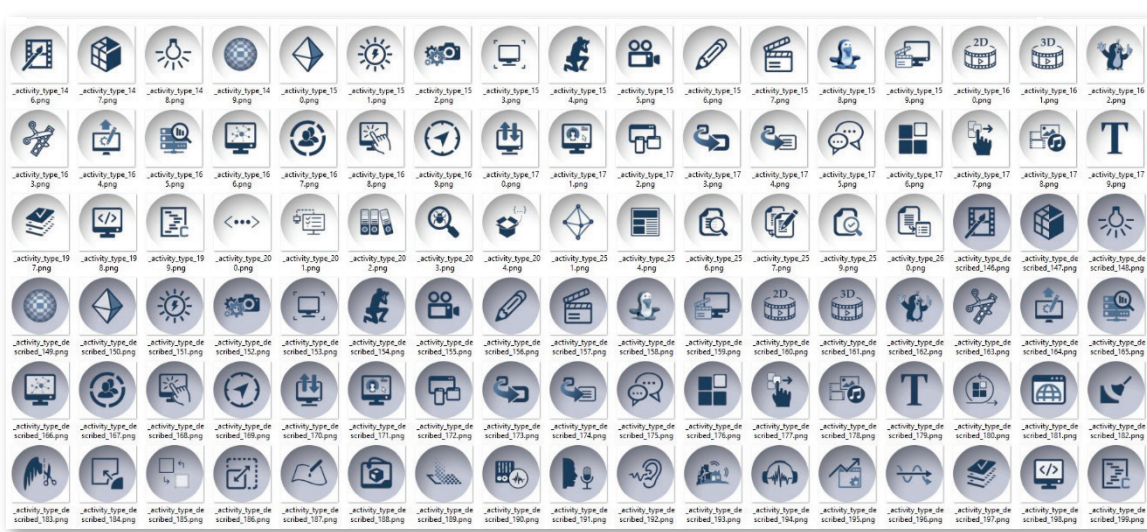 2D 3D
_activity_type_14 _activity_type_14 _activity_type_14 _activity_type_14 _activity_type_15 _activity_type_15 _activity_type_15 _activity_type_15 _activity_type_15 _activity_type_15 _activity_type_15 _activity_type_15 _activity_type_15 _activity_type_15 _activity_type_16 _activity_type_16 _activity_type_16
6.png 7.png 8.png 9.png 0.png 1.png 2.png 3.png 4.png 5.png 6.png 7.png 8.png 9.png 0.png 1.png 2.png
T
_activity_type_16 _activity_type_16 _activity_type_16 _activity_type_16 _activity_type_16 _activity_type_16 _activity_type_16 _activity_type_17 _activity_type_17 _activity_type_17 _activity_type_17 _activity_type_17 _activity_type_17 _activity_type_17 _activity_type_17 _activity_type_17 _activity_type_17
3.png 4.png 5.png 6.png 7.png 8.png 9.png 0.png 1.png 2.png 3.png 4.png 5.png 6.png 7.png 8.png 9.png
</> C <•••> {...}
_activity_type_19 _activity_type_19 _activity_type_19 _activity_type_20 _activity_type_20 _activity_type_20 _activity_type_20 _activity_type_20 _activity_type_25 _activity_type_25 _activity_type_25 _activity_type_25 _activity_type_25 _activity_type_26 _activity_type_de _activity_type_de _activity_type_de
7.png 8.png 9.png 0.png 1.png 2.png 3.png 4.png 1.png 4.png 6.png 7.png 9.png 0.png scribed_146.png scribed_147.png scribed_148.png
2D 3D
_activity_type_de _activity_type_de _activity_type_de _activity_type_de _activity_type_de _activity_type_de _activity_type_de _activity_type_de _activity_type_de _activity_type_de _activity_type_de _activity_type_de _activity_type_de _activity_type_de _activity_type_de _activity_type_de _activity_type_de
scribed_149.png scribed_150.png scribed_151.png scribed_152.png scribed_153.png scribed_154.png scribed_155.png scribed_156.png scribed_157.png scribed_158.png scribed_159.png scribed_160.png scribed_161.png scribed_162.png scribed_163.png scribed_164.png scribed_165.png
T
_activity_type_de _activity_type_de _activity_type_de _activity_type_de _activity_type_de _activity_type_de _activity_type_de _activity_type_de _activity_type_de _activity_type_de _activity_type_de _activity_type_de _activity_type_de _activity_type_de _activity_type_de _activity_type_de _activity_type_de
scribed_166.png scribed_167.png scribed_168.png scribed_169.png scribed_170.png scribed_171.png scribed_172.png scribed_173.png scribed_174.png scribed_175.png scribed_176.png scribed_177.png scribed_178.png scribed_179.png scribed_180.png scribed_181.png scribed_182.png
</> C
_activity_type_de _activity_type_de _activity_type_de _activity_type_de _activity_type_de _activity_type_de _activity_type_de _activity_type_de _activity_type_de _activity_type_de _activity_type_de _activity_type_de _activity_type_de _activity_type_de _activity_type_de _activity_type_de _activity_type_de
scribed_183.png scribed_184.png scribed_185.png scribed_186.png scribed_187.png scribed_188.png scribed_189.png scribed_190.png scribed_191.png scribed_192.png scribed_193.png scribed_194.png scribed_195.png scribed_196.png scribed_197.png scribed_198.png scribed_199.png